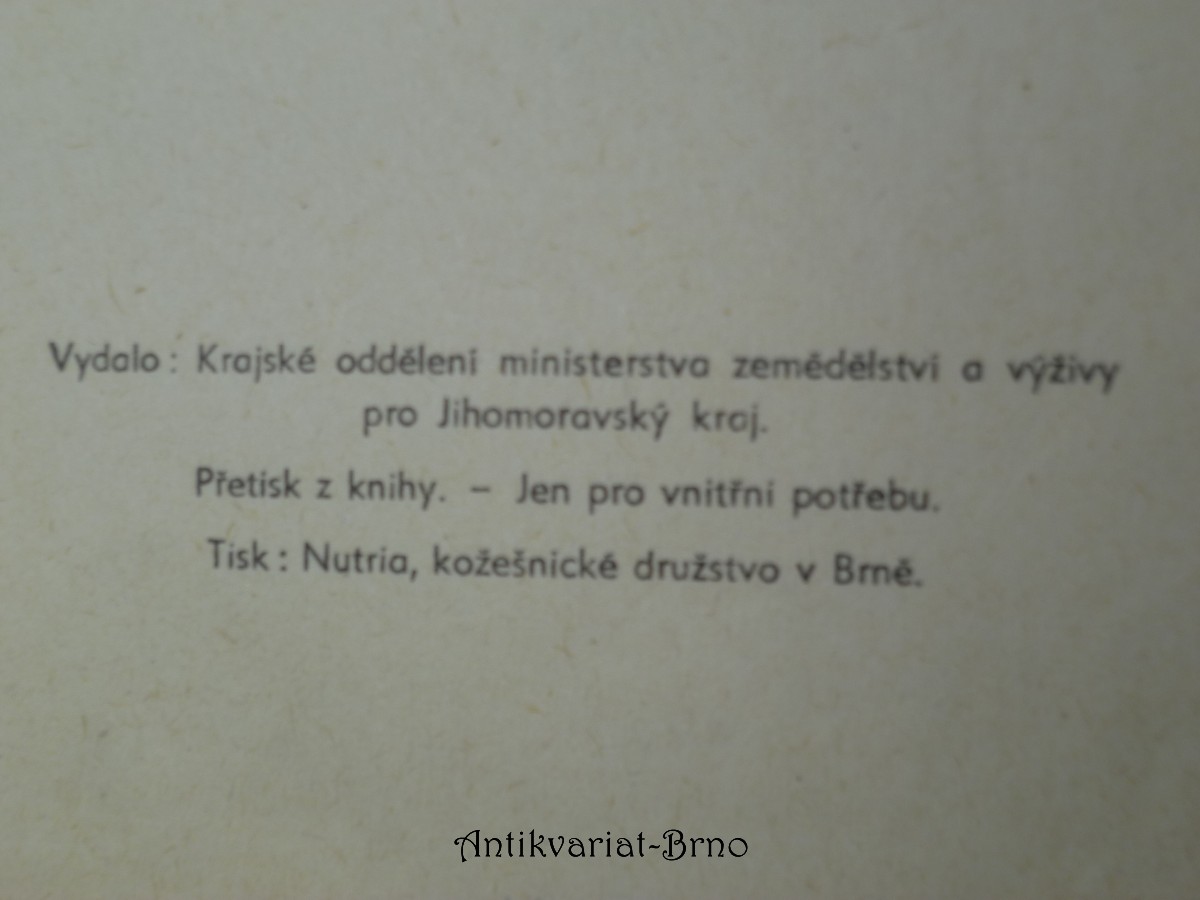 Vydalo: Krajské oddělení ministerstva zemědělství a výživy
pro Jihomoravský kraj.
Přetisk z knihy. – Jen pro vnitřní potřebu.
Tisk: Nutria, kožešnické družstvo v Brně.
Antikvariat-Brno